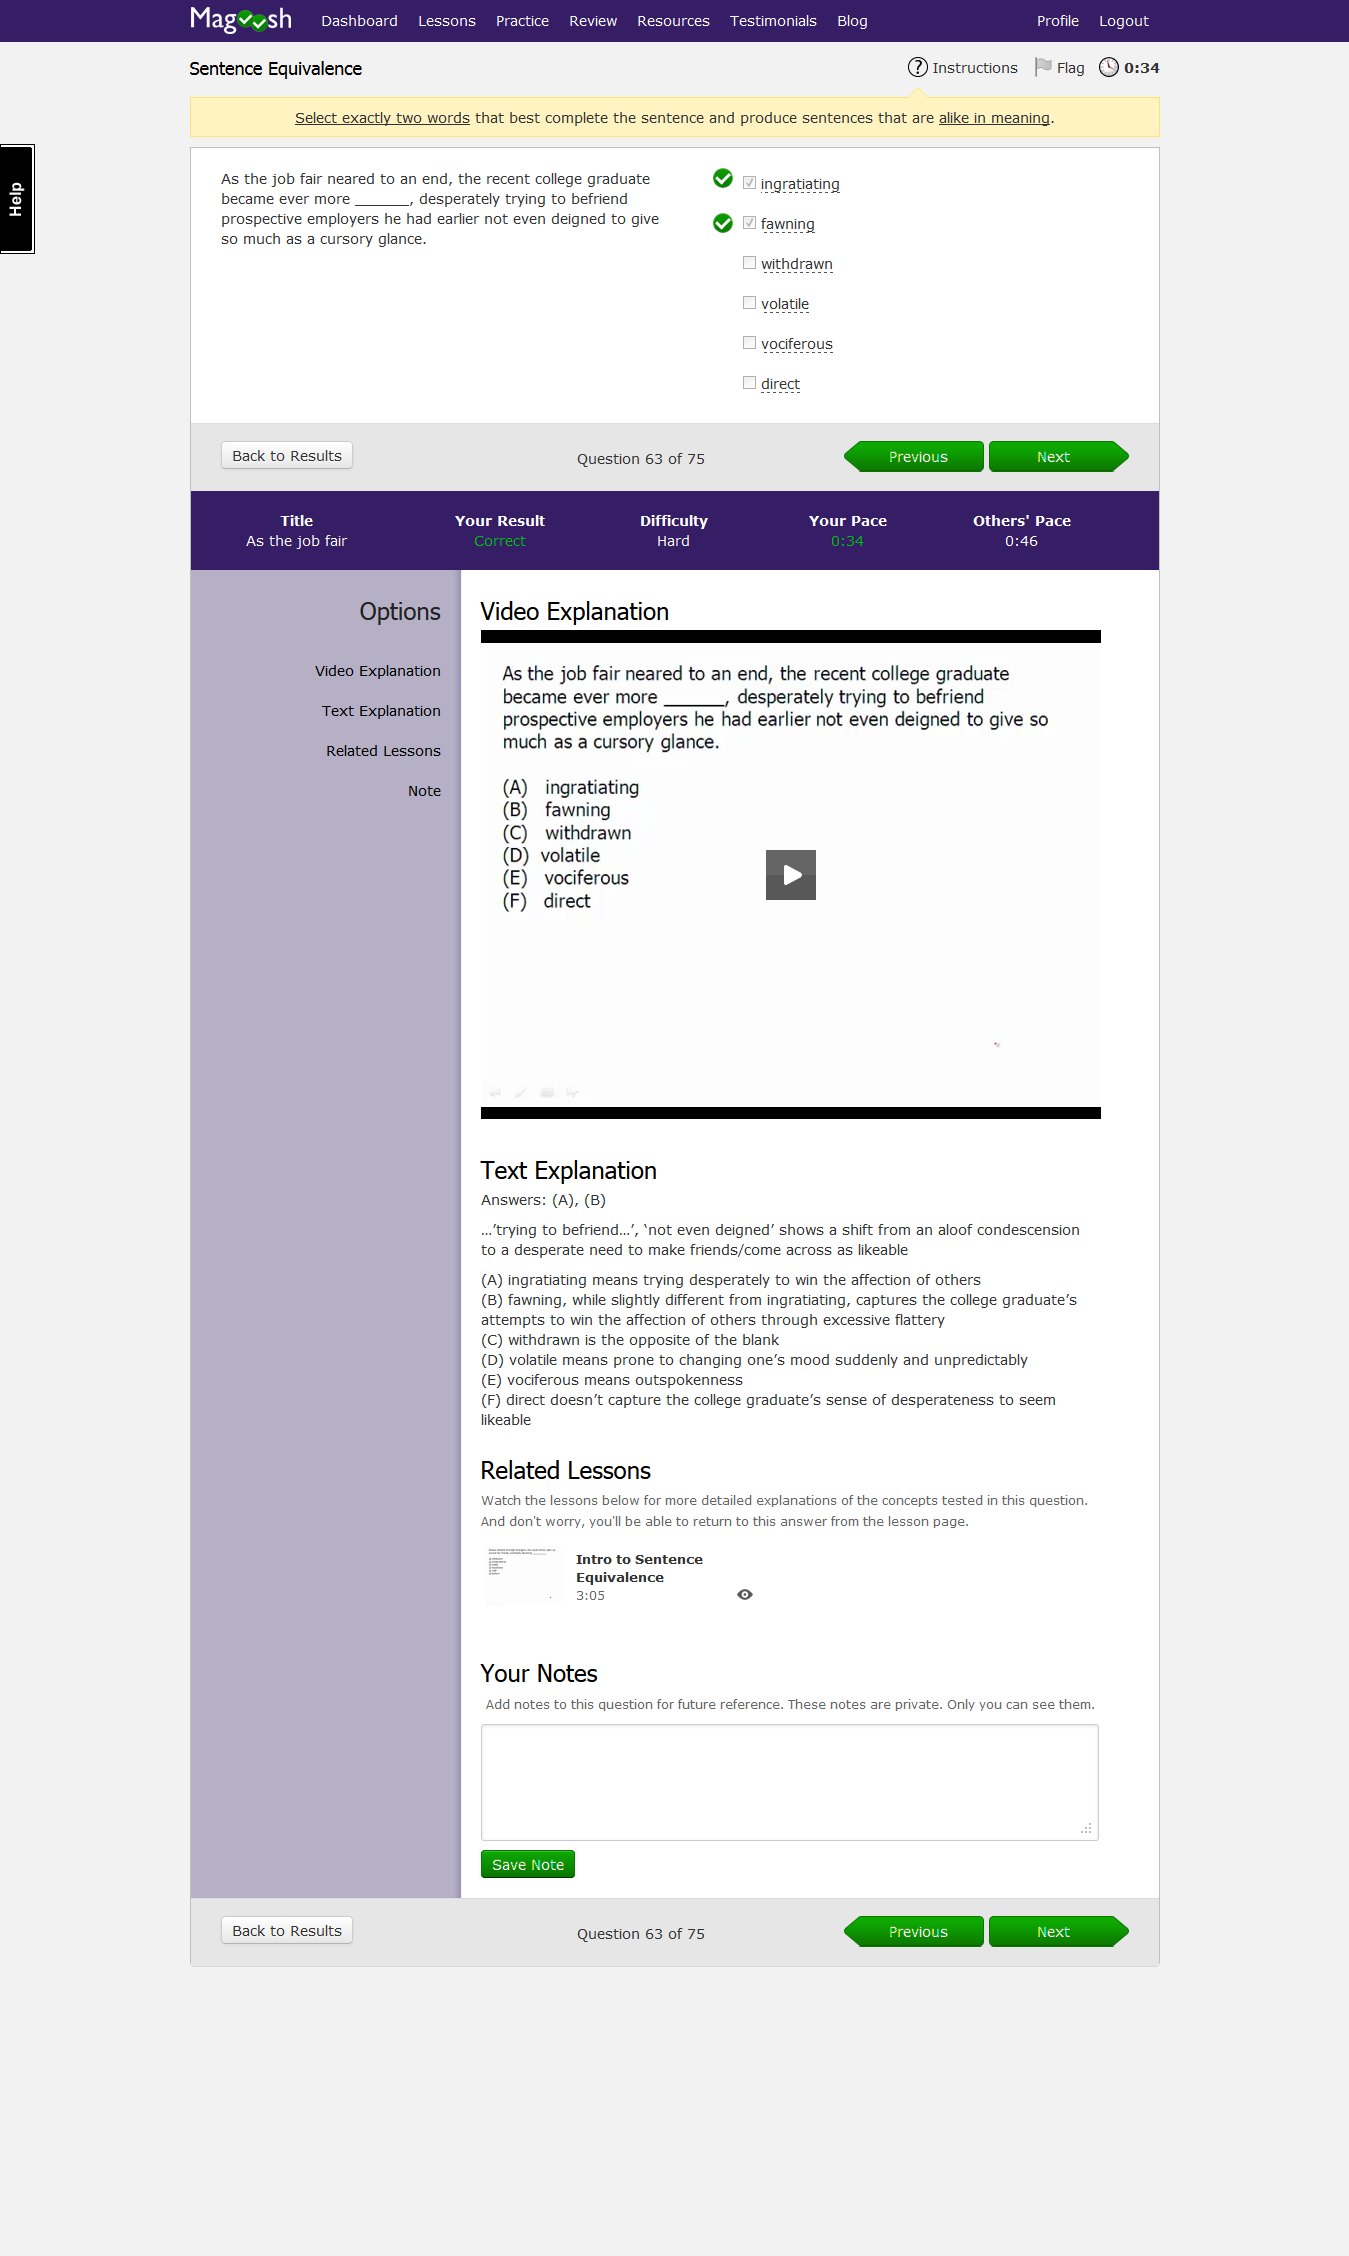 Magoosh Dashboard Lessons Practice Review Resources Testimonials Blog Profile Logout
Sentence Equivalence
Instructions Flag 0:34
Select exactly two words that best complete the sentence and produce sentences that are alike in meaning.
Help
As the job fair neared to an end, the recent college graduate
became ever more ______, desperately trying to befriend
prospective employers he had earlier not even deigned to give
so much as a cursory glance.
ingratiating
fawning
withdrawn
volatile
vociferous
direct
Back to Results Question 63 of 75 Previous Next
Title Your Result Difficulty Your Pace Others' Pace
As the job fair Correct Hard 0:34 0:46
Options
Video Explanation
Text Explanation
Related Lessons
Note
Video Explanation
As the job fair neared to an end, the recent college graduate
became ever more ______, desperately trying to befriend
prospective employers he had earlier not even deigned to give so
much as a cursory glance.
(A) ingratiating
(B) fawning
(C) withdrawn
(D) volatile
(E) vociferous
(F) direct
Text Explanation
Answers: (A), (B)
…’trying to befriend…’, ‘not even deigned’ shows a shift from an aloof condescension
to a desperate need to make friends/come across as likeable
(A) ingratiating means trying desperately to win the affection of others
(B) fawning, while slightly different from ingratiating, captures the college graduate’s
attempts to win the affection of others through excessive flattery
(C) withdrawn is the opposite of the blank
(D) volatile means prone to changing one’s mood suddenly and unpredictably
(E) vociferous means outspokenness
(F) direct doesn’t capture the college graduate’s sense of desperateness to seem
likeable
Related Lessons
Watch the lessons below for more detailed explanations of the concepts tested in this question.
And don't worry, you'll be able to return to this answer from the lesson page.
Intro to Sentence
Equivalence
3:05
Your Notes
Add notes to this question for future reference. These notes are private. Only you can see them.
Save Note
Back to Results Question 63 of 75 Previous Next